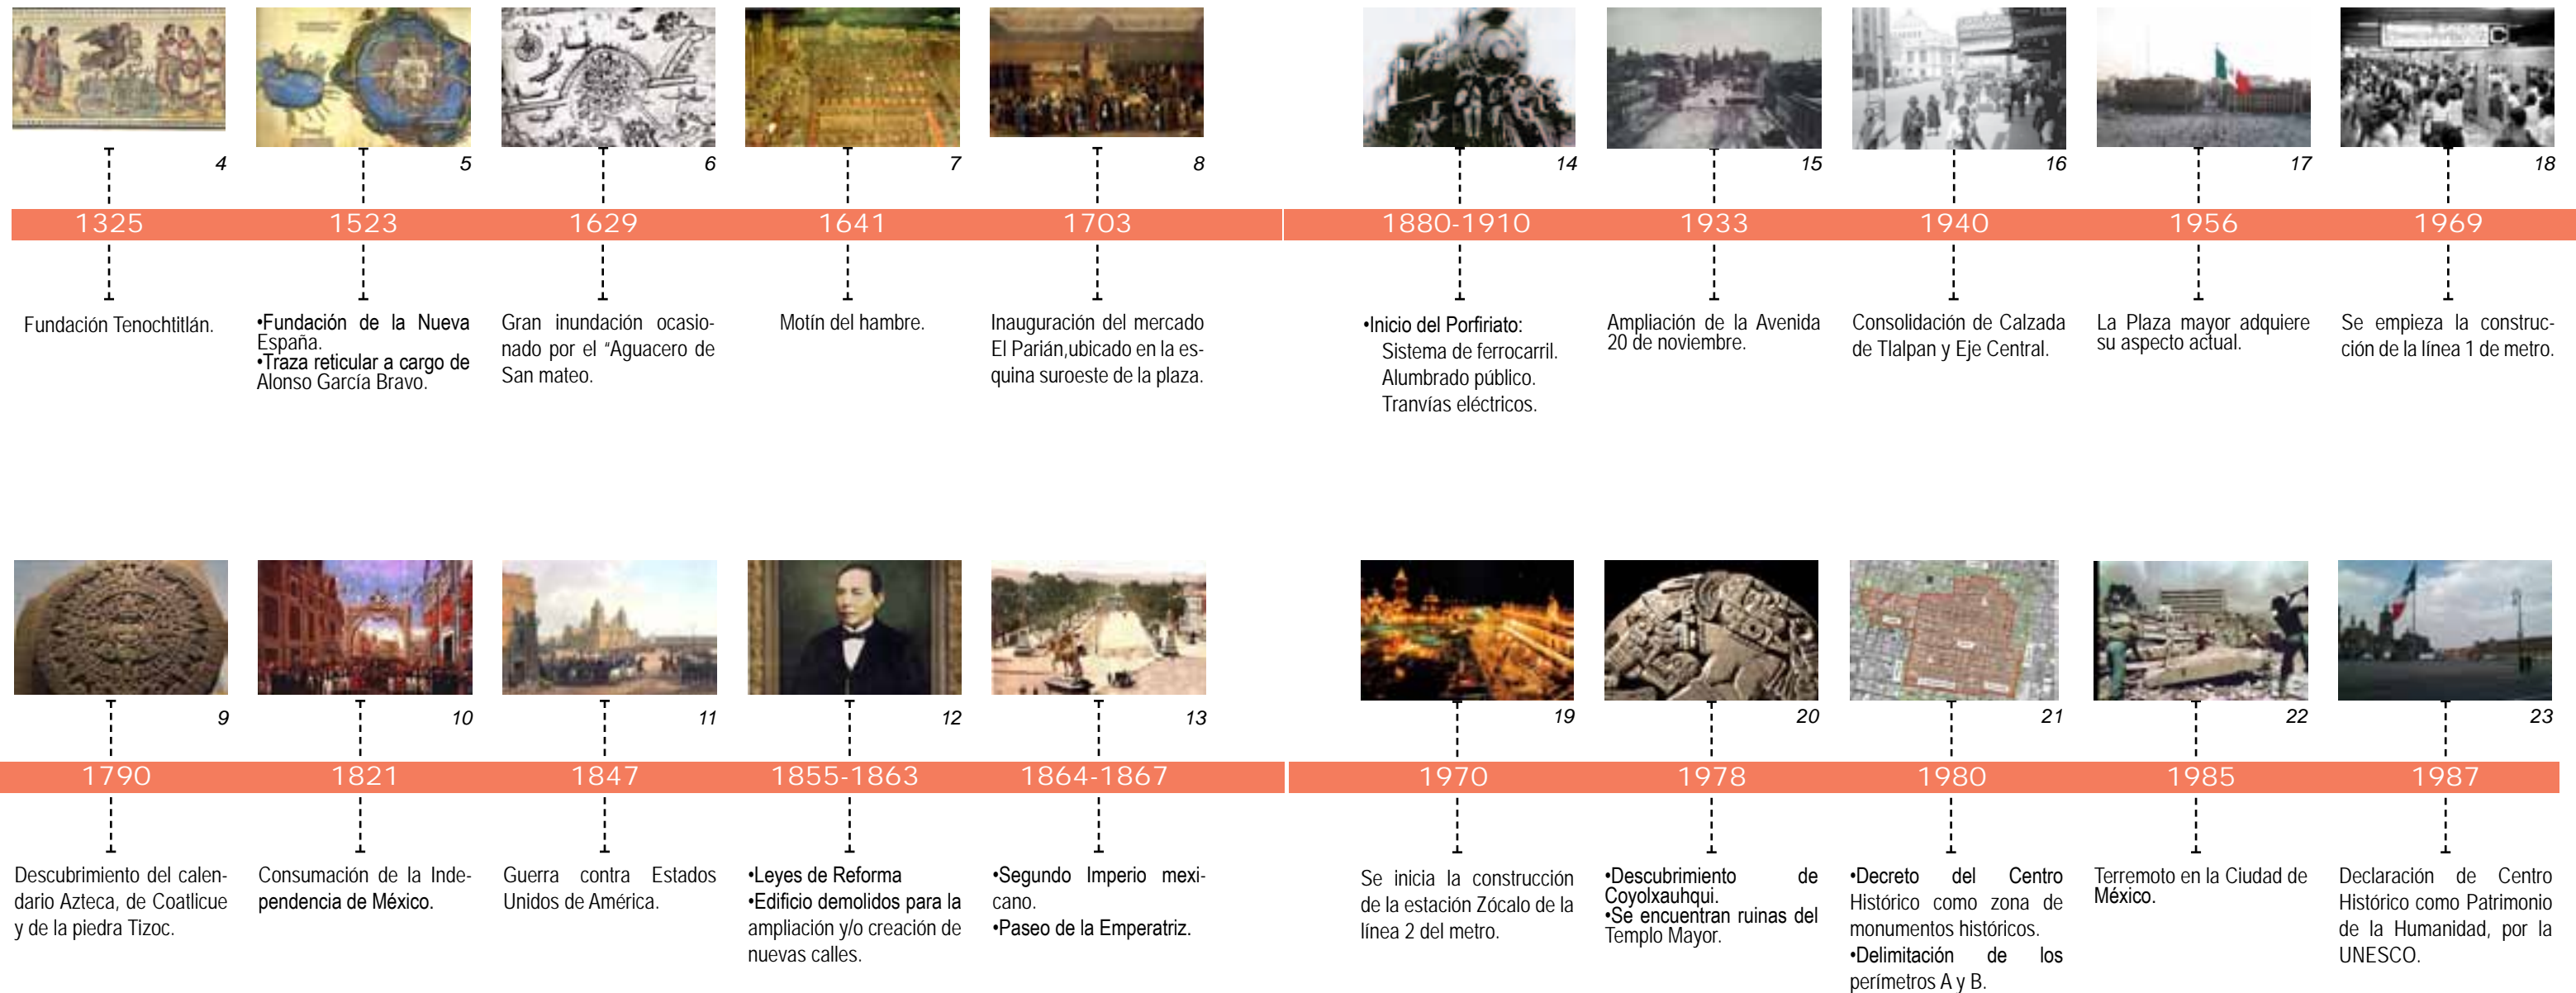 4
5
6
7
8
1325
1523
1629
1641
1703
Fundación Tenochtitlán.
•Fundación de la Nueva
España.
•Traza reticular a cargo de
Alonso García Bravo.
Gran inundación ocasio-
nado por el “Aguacero de
San mateo.
Motín del hambre.
Inauguración del mercado
El Parián,ubicado en la es-
quina suroeste de la plaza.
14
15
16
17
18
1880-1910
1933
1940
1956
1969
•Inicio del Porfiriato:
Sistema de ferrocarril.
Alumbrado público.
Tranvías eléctricos.
Ampliación de la Avenida
20 de noviembre.
Consolidación de Calzada
de Tlalpan y Eje Central.
La Plaza mayor adquiere
su aspecto actual.
Se empieza la construc-
ción de la línea 1 de metro.
9
10
11
12
13
1790
1821
1847
1855-1863
1864-1867
Descubrimiento del calen-
dario Azteca, de Coatlicue
y de la piedra Tizoc.
Consumación de la Inde-
pendencia de México.
Guerra contra Estados
Unidos de América.
•Leyes de Reforma
•Edificio demolidos para la
ampliación y/o creación de
nuevas calles.
•Segundo Imperio mexi-
cano.
•Paseo de la Emperatriz.
19
20
21
22
23
1970
1978
1980
1985
1987
Se inicia la construcción
de la estación Zócalo de la
línea 2 del metro.
•Descubrimiento de
Coyolxauhqui.
•Se encuentran ruinas del
Templo Mayor.
•Decreto del Centro
Histórico como zona de
monumentos históricos.
•Delimitación de los
perímetros A y B.
Terremoto en la Ciudad de
México.
Declaración de Centro
Histórico como Patrimonio
de la Humanidad, por la
UNESCO.